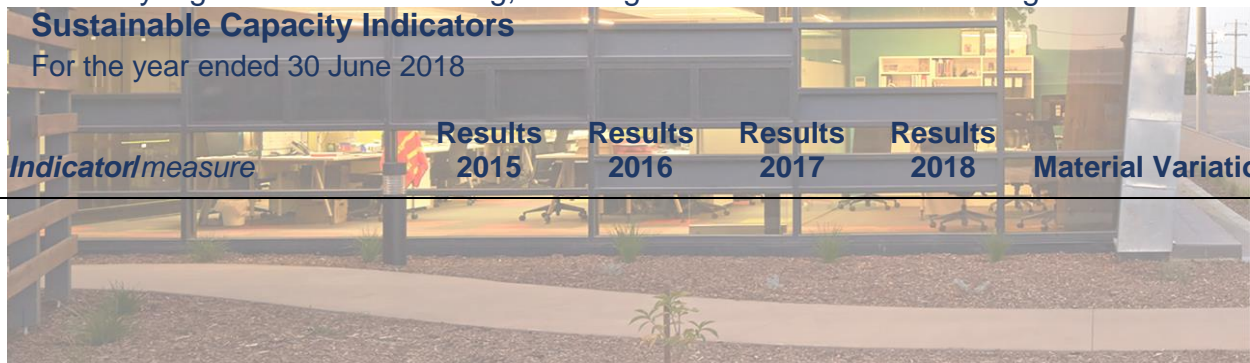 Sustainable Capacity Indicators
For the year ended 30 June 2018
Results Results Results Results
Indicator/measure 2015 2016 2017 2018 Material